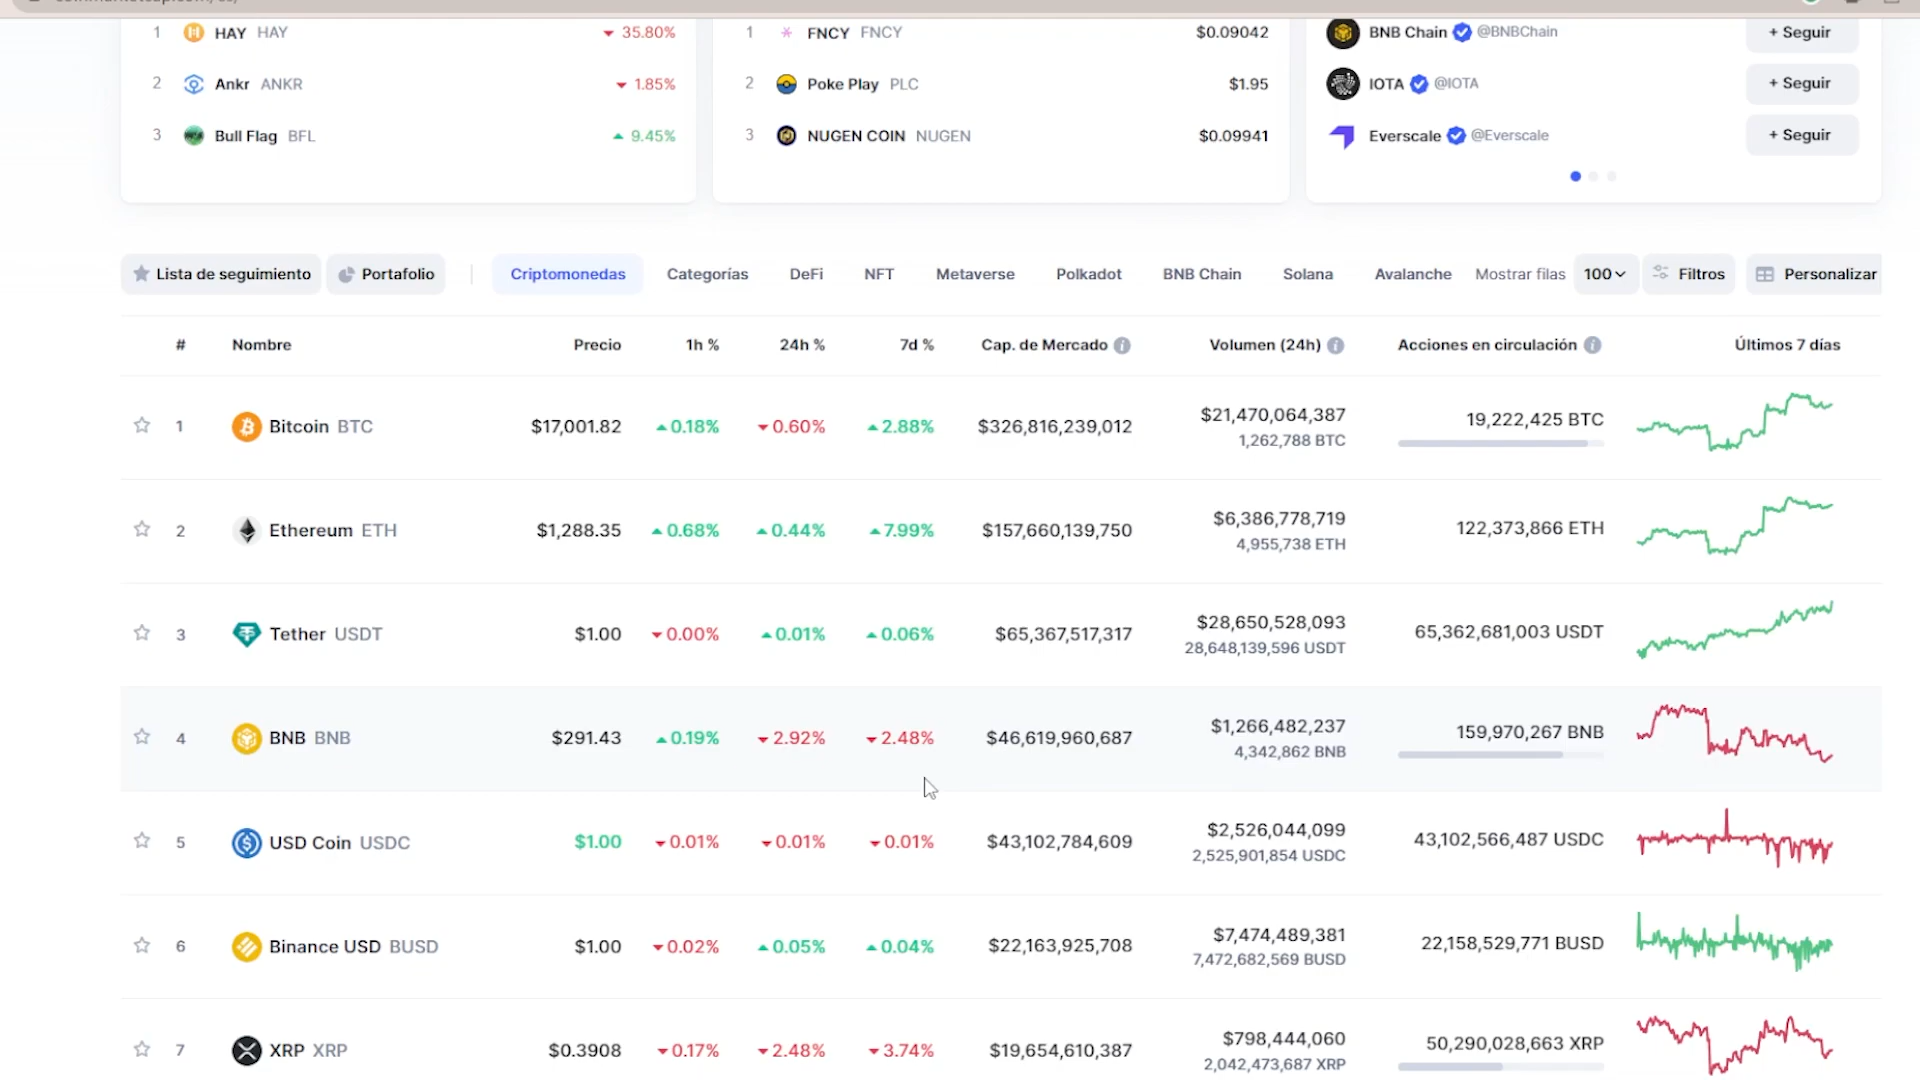 1 HAY HAY 35.80%
2 Ankr ANKR 1.85%
3 Bull Flag BFL 9.45%
1 FNCY FNCY $0.09042
2 Poke Play PLC $1.95
3 NUGEN COIN NUGEN $0.09941
BNB Chain @BNBChain + Seguir
IOTA @IOTA + Seguir
Everscale @Everscale + Seguir
Lista de seguimiento Portafolio Criptomonedas Categorías DeFi NFT Metaverse Polkadot BNB Chain Solana Avalanche Mostrar filas 100 Filtros Personalizar
# Nombre Precio 1h % 24h % 7d % Cap. de Mercado Volumen (24h) Acciones en circulación Últimos 7 días
1 Bitcoin BTC $17,001.82 0.18% 0.60% 2.88% $326,816,239,012 $21,470,064,387 19,222,425 BTC
1,262,788 BTC
2 Ethereum ETH $1,288.35 0.68% 0.44% 7.99% $157,660,139,750 $6,386,778,719 122,373,866 ETH
4,955,738 ETH
3 Tether USDT $1.00 0.00% 0.01% 0.06% $65,367,517,317 $28,650,528,093 65,362,681,003 USDT
28,648,139,596 USDT
4 BNB BNB $291.43 0.19% 2.92% 2.48% $46,619,960,687 $1,266,482,237 159,970,267 BNB
4,342,862 BNB
5 USD Coin USDC $1.00 0.01% 0.01% 0.01% $43,102,784,609 $2,526,044,099 43,102,566,487 USDC
2,525,901,854 USDC
6 Binance USD BUSD $1.00 0.02% 0.05% 0.04% $22,163,925,708 $7,474,489,381 22,158,529,771 BUSD
7,472,682,569 BUSD
7 XRP XRP $0.3908 0.17% 2.48% 3.74% $19,654,610,387 $798,444,060 50,290,028,663 XRP
2,042,473,687 XRP